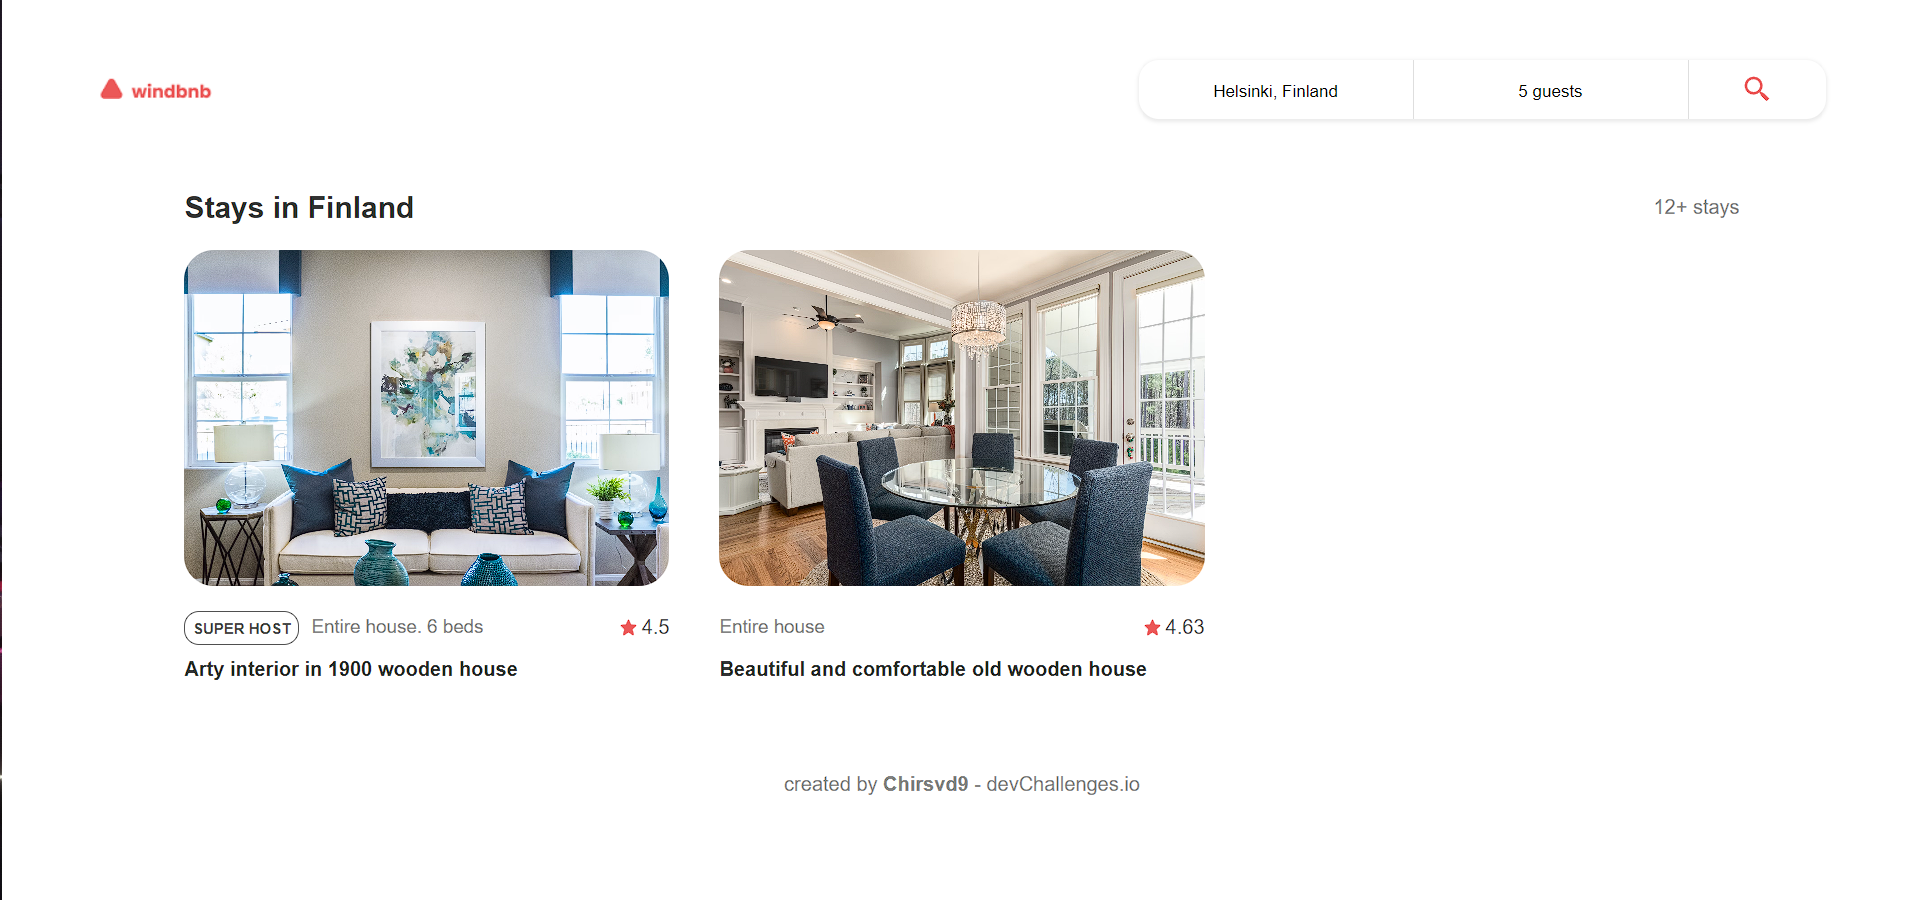 windbnb
Helsinki, Finland
5 guests
Stays in Finland
12+ stays
SUPER HOST
Entire house. 6 beds
4.5
Arty interior in 1900 wooden house
Entire house
4.63
Beautiful and comfortable old wooden house
created by Chirsvd9 - devChallenges.io